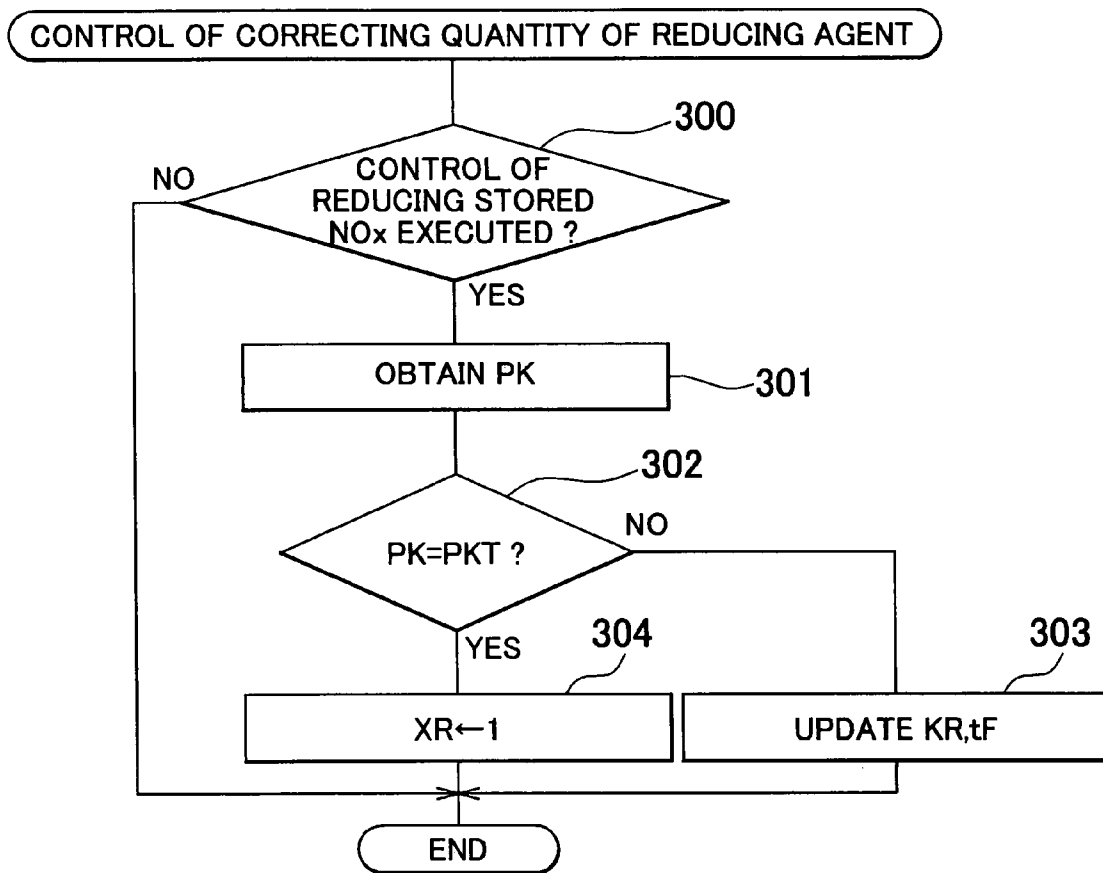 CONTROL OF CORRECTING QUANTITY OF REDUCING AGENT
300
CONTROL OF
REDUCING STORED
NOx EXECUTED ?
NO
YES
OBTAIN PK
301
302
PK=PKT ?
NO
YES
304
303
XR←1
UPDATE KR,tF
END